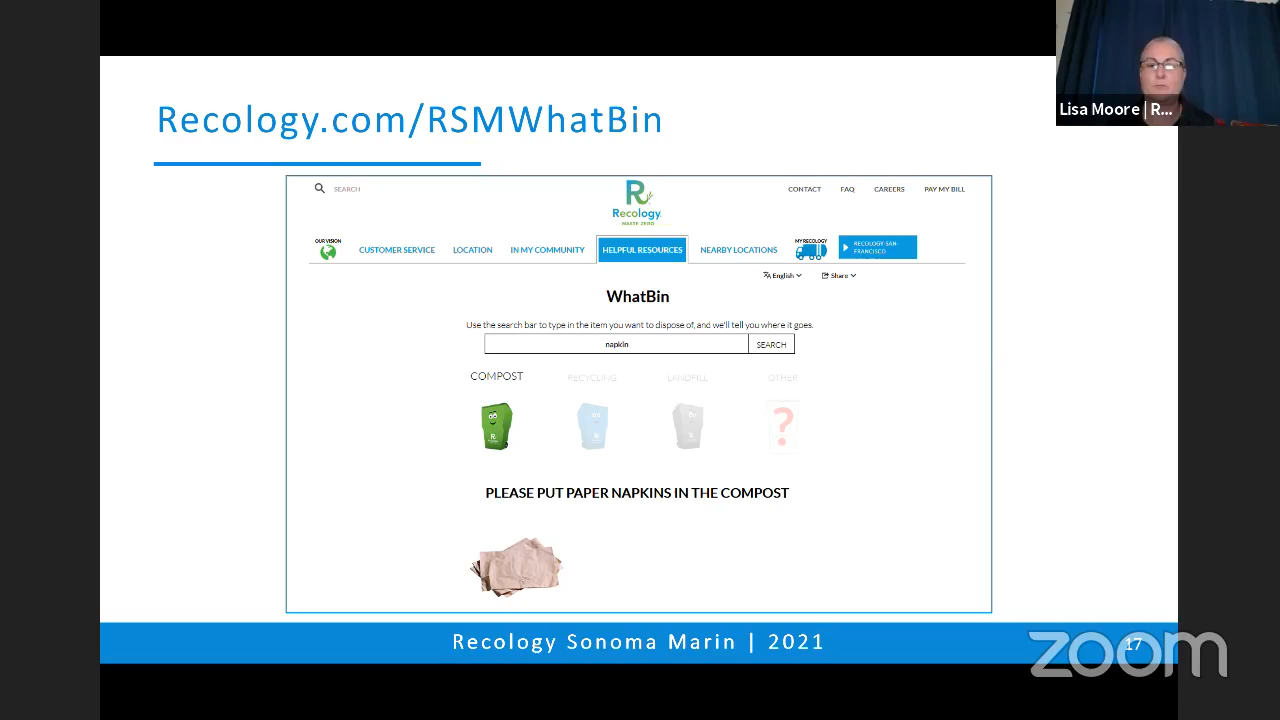 Recology.com/RSMWhatBin
Lisa Moore | R...
SEARCH
R
Recology
WASTE ZERO
CONTACT FAQ CAREERS PAY MY BILL
OUR VISION
CUSTOMER SERVICE LOCATION IN MY COMMUNITY HELPFUL RESOURCES NEARBY LOCATIONS
MY RECOLOGY
RECOLOGY SAN
FRANCISCO
English Share
WhatBin
Use the search bar to type in the item you want to dispose of, and we'll tell you where it goes.
napkin SEARCH
COMPOST RECYCLING LANDFILL OTHER
R R R ?
PLEASE PUT PAPER NAPKINS IN THE COMPOST
Recology Sonoma Marin | 2021
17
zoom